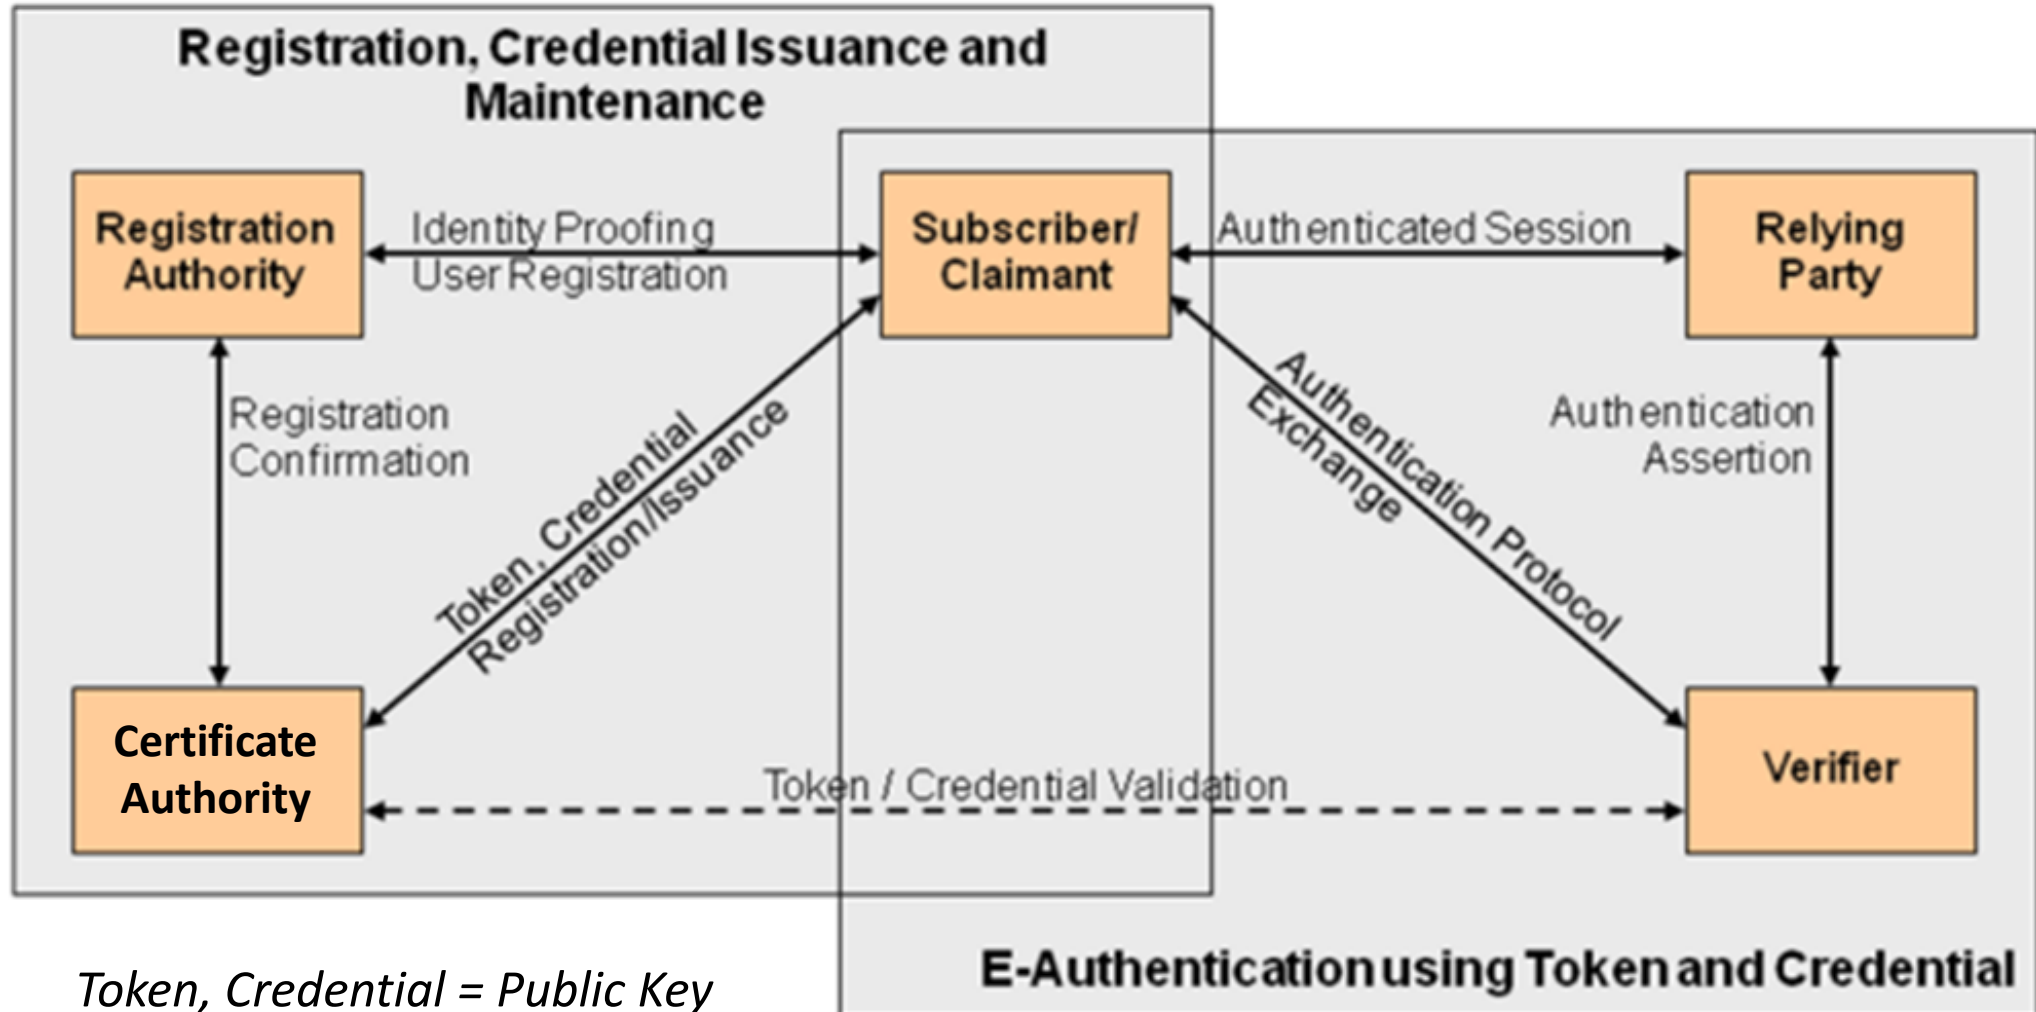 Registration, Credential Issuance and
Maintenance
Registration
Authority
Identity Proofing
User Registration
Subscriber/
Claimant
Authenticated Session
Relying
Party
Registration
Confirmation
Token, Credential
Registration/Issuance
Authentication Protocol
Exchange
Authentication
Assertion
Certificate
Authority
Token / Credential Validation
Verifier
E-Authentication using Token and Credential
Token, Credential = Public Key